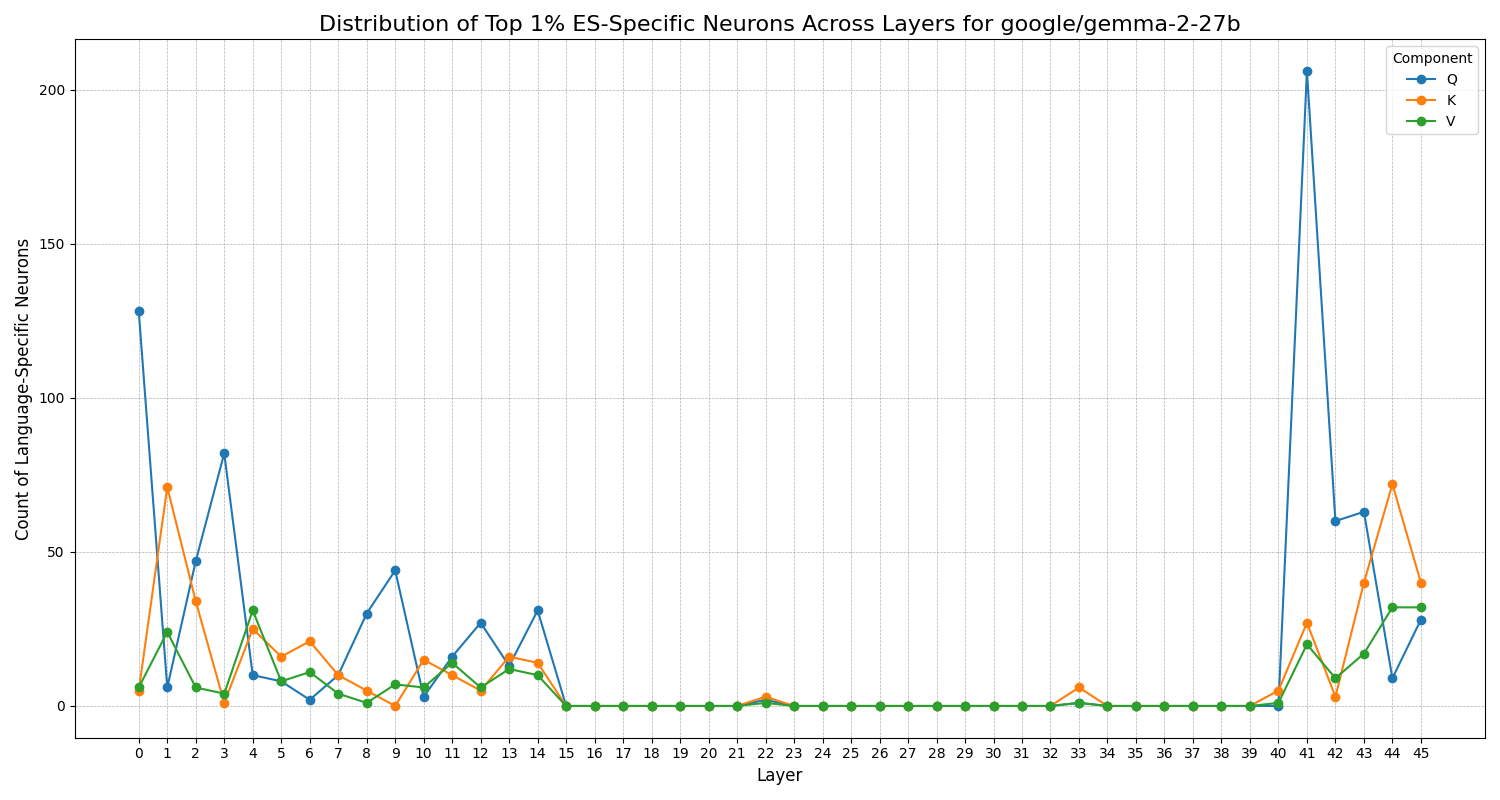 Distribution of Top 1% ES-Specific Neurons Across Layers for google/gemma-2-27b
Component
Q
K
V
Count of Language-Specific Neurons
200
150
100
50
0
0 1 2 3 4 5 6 7 8 9 10 11 12 13 14 15 16 17 18 19 20 21 22 23 24 25 26 27 28 29 30 31 32 33 34 35 36 37 38 39 40 41 42 43 44 45
Layer